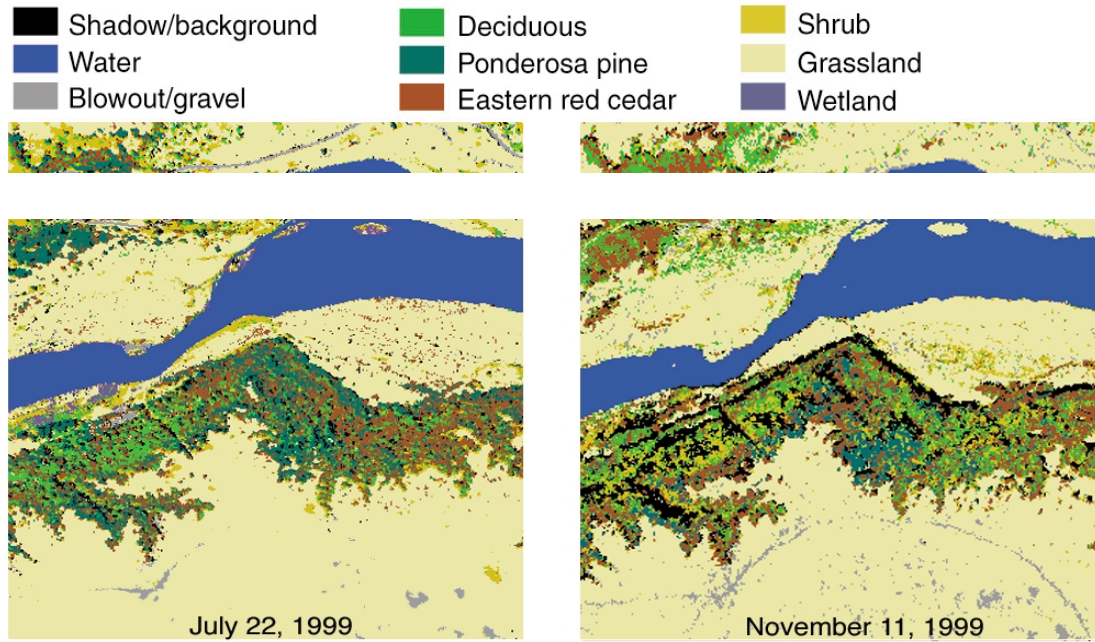 Shadow/background
Deciduous
Shrub
Water
Ponderosa pine
Grassland
Blowout/gravel
Eastern red cedar
Wetland
July 22, 1999
November 11, 1999